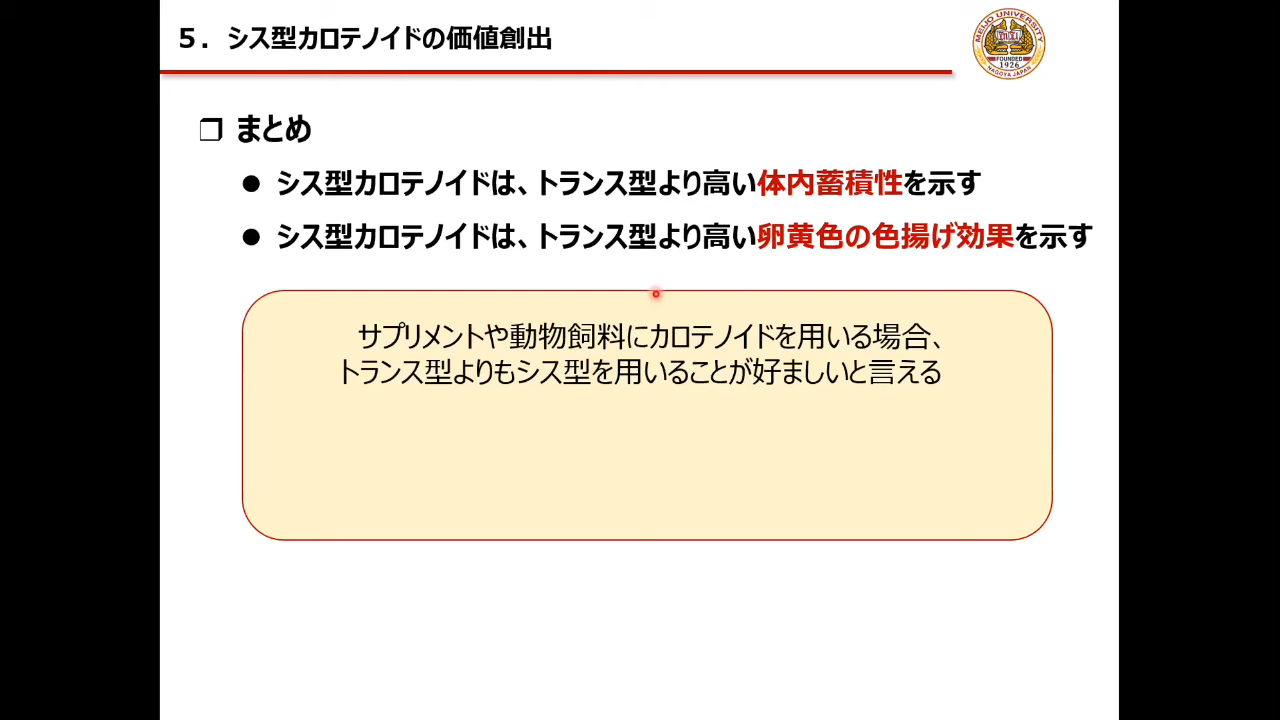 ５．シス型カロテノイドの価値創出
MEIJO UNIVERSITY
FOUNDED
1926
NAGOYA JAPAN
❐ まとめ
● シス型カロテノイドは、トランス型より高い体内蓄積性を示す
● シス型カロテノイドは、トランス型より高い卵黄色の色揚げ効果を示す
サプリメントや動物飼料にカロテノイドを用いる場合、
トランス型よりもシス型を用いることが好ましいと言える